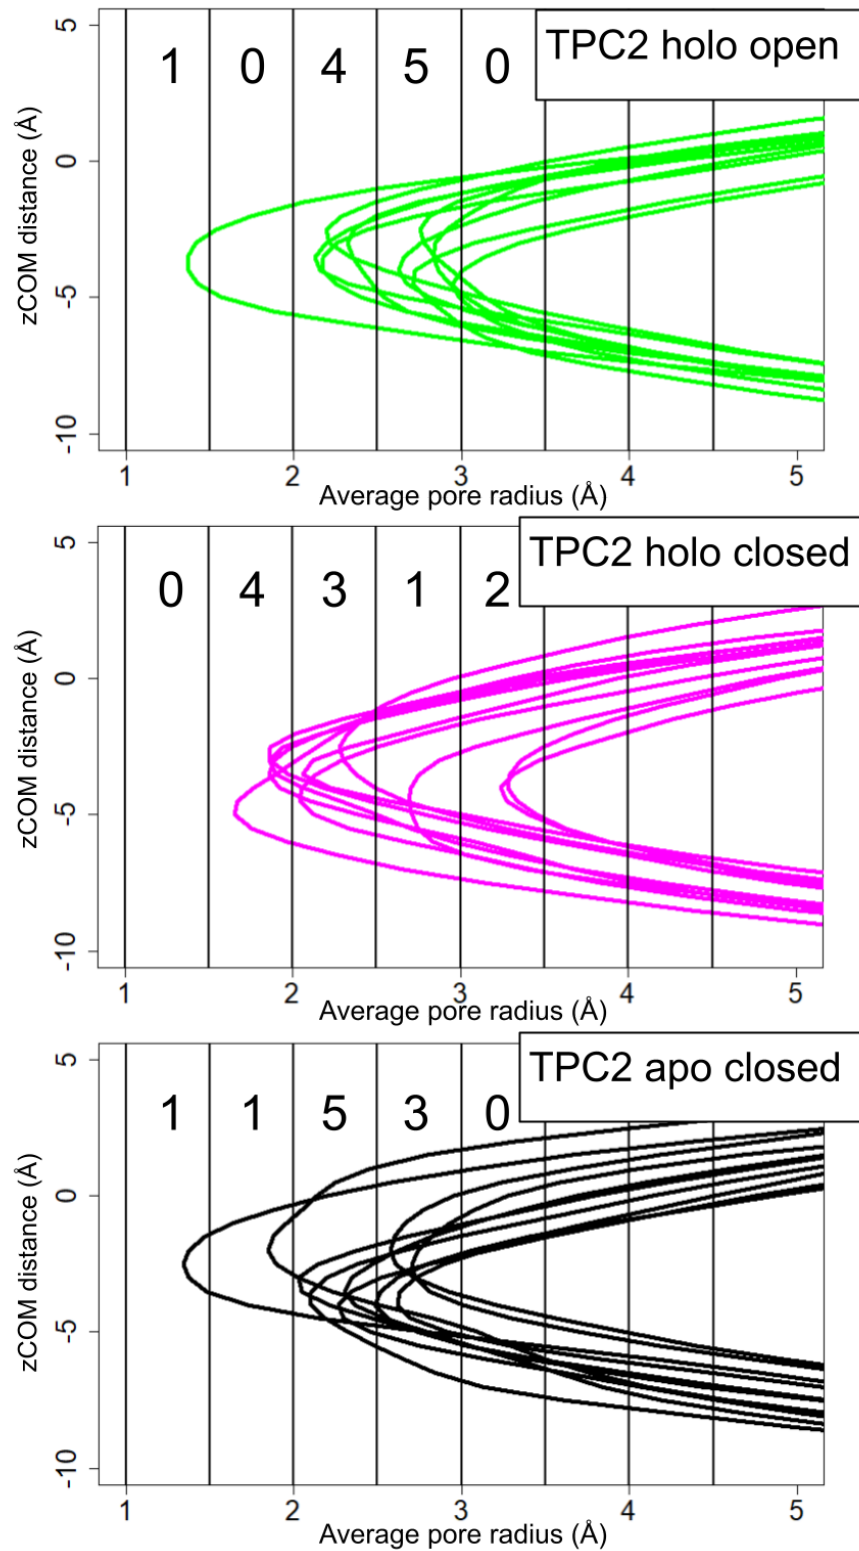 TPC2 holo open
1 0 4 5 0
5
0
-5
-10
zCOM distance (Å)
1 2 3 4 5
Average pore radius (Å)
TPC2 holo closed
0 4 3 1 2
5
0
-5
-10
zCOM distance (Å)
1 2 3 4 5
Average pore radius (Å)
TPC2 apo closed
1 1 5 3 0
5
0
-5
-10
zCOM distance (Å)
1 2 3 4 5
Average pore radius (Å)